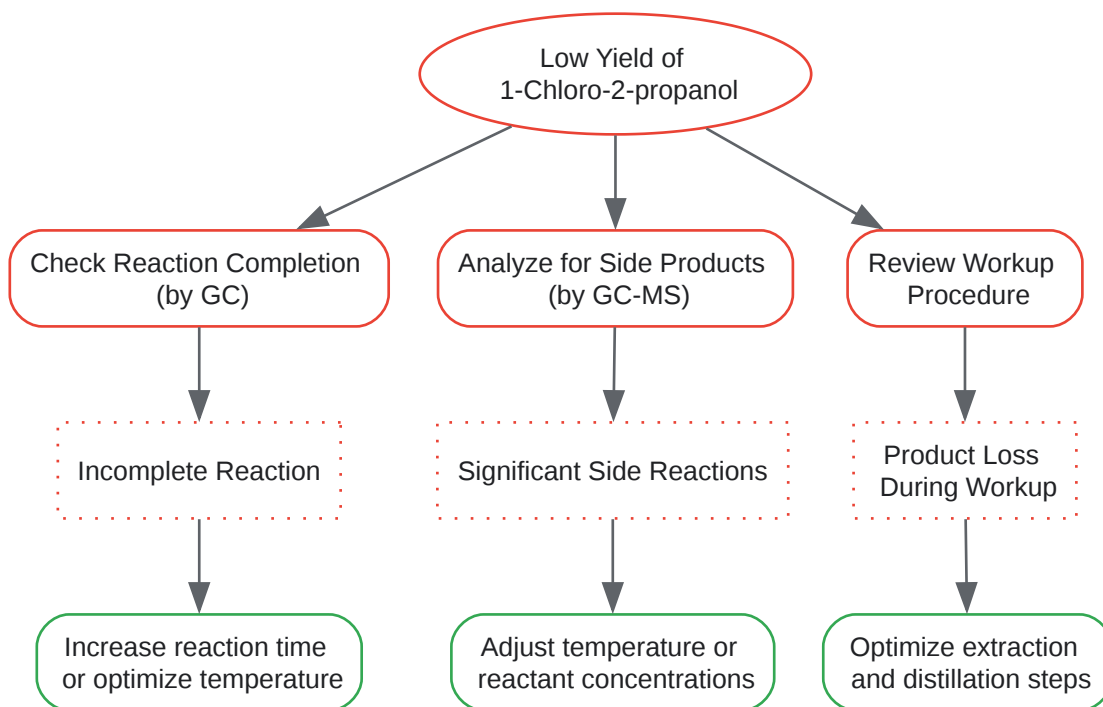 Low Yield of
1-Chloro-2-propanol
Check Reaction Completion
(by GC)
Analyze for Side Products
(by GC-MS)
Review Workup
Procedure
Incomplete Reaction
Significant Side Reactions
Product Loss
During Workup
Increase reaction time
or optimize temperature
Adjust temperature or
reactant concentrations
Optimize extraction
and distillation steps